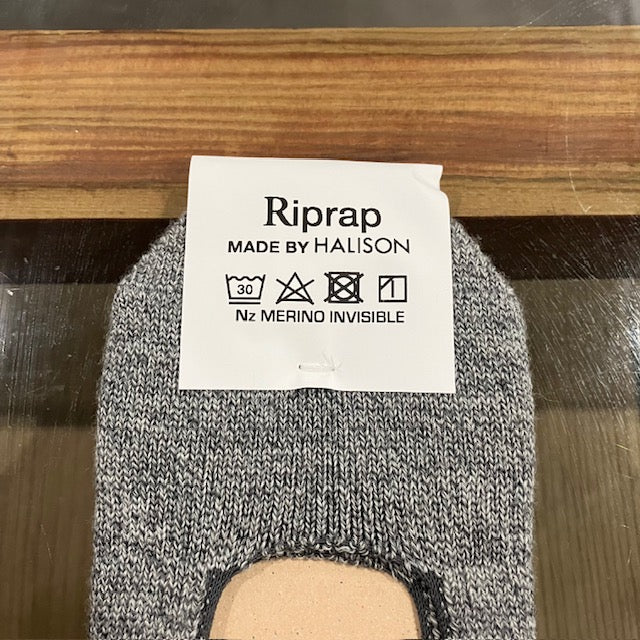 Riprap
MADE BY HALISON
30
Nz MERINO INVISIBLE